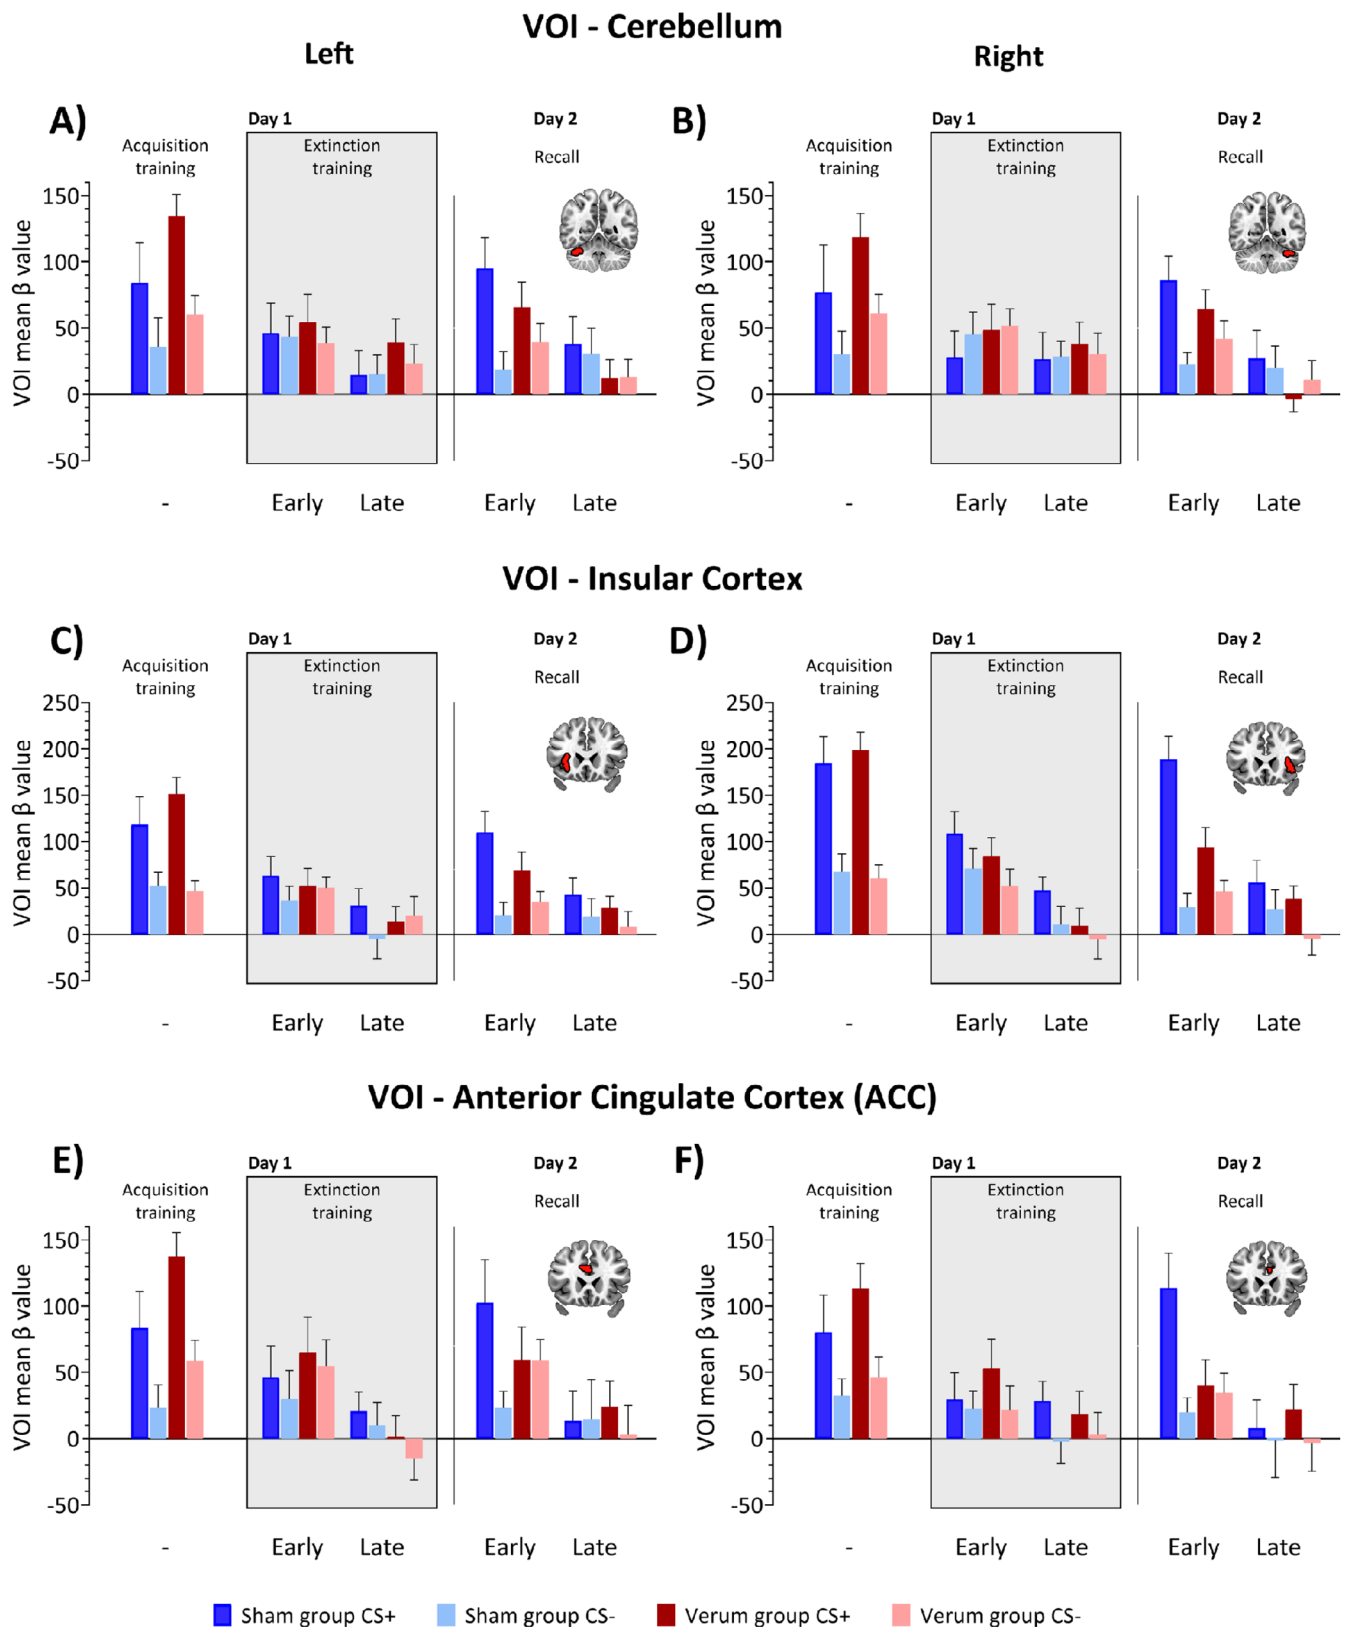 VOI - Cerebellum
Left
Right
A)
Day 1
Day 2
Acquisition
training
Extinction
training
Recall
VOI mean β value
150
100
50
0
-50
-
Early
Late
Early
Late
B)
Day 1
Day 2
Acquisition
training
Extinction
training
Recall
VOI mean β value
150
100
50
0
-50
-
Early
Late
Early
Late
VOI - Insular Cortex
C)
Day 1
Day 2
Acquisition
training
Extinction
training
Recall
VOI mean β value
250
200
150
100
50
0
-50
-
Early
Late
Early
Late
D)
Day 1
Day 2
Acquisition
training
Extinction
training
Recall
VOI mean β value
250
200
150
100
50
0
-50
-
Early
Late
Early
Late
VOI - Anterior Cingulate Cortex (ACC)
E)
Day 1
Day 2
Acquisition
training
Extinction
training
Recall
VOI mean β value
150
100
50
0
-50
-
Early
Late
Early
Late
F)
Day 1
Day 2
Acquisition
training
Extinction
training
Recall
VOI mean β value
150
100
50
0
-50
-
Early
Late
Early
Late
Sham group CS+
Sham group CS-
Verum group CS+
Verum group CS-